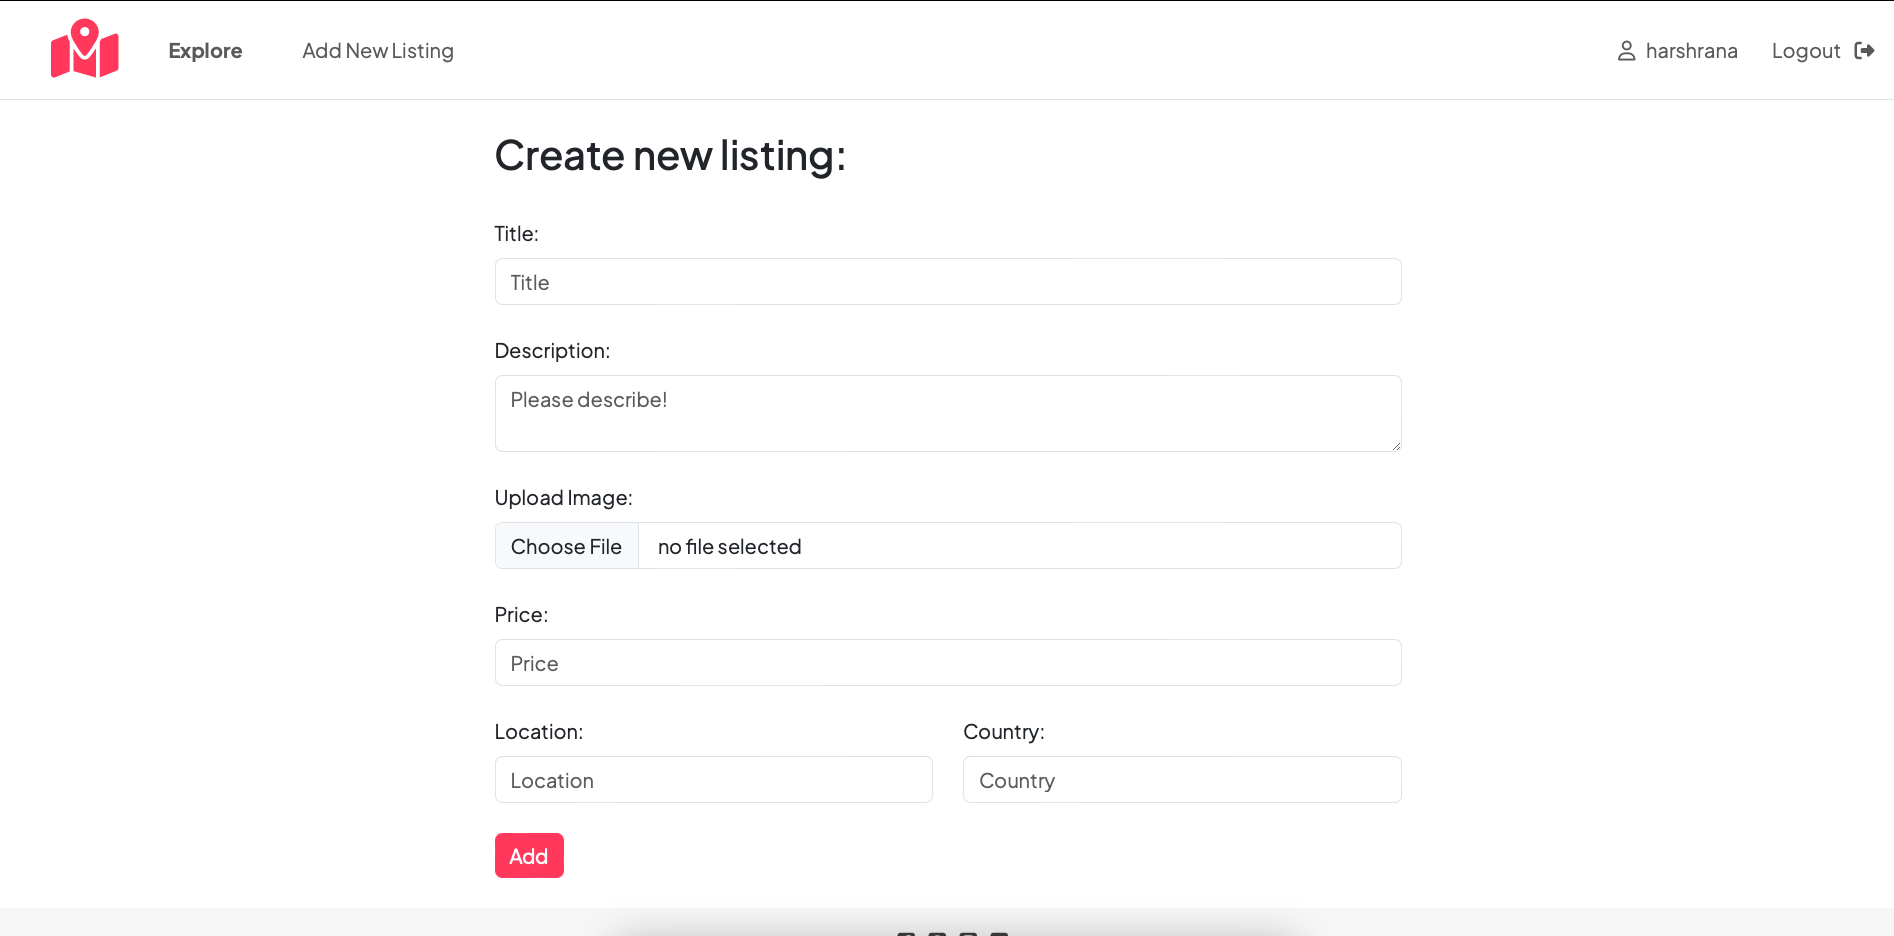 Explore Add New Listing harshrana Logout
Create new listing:
Title:
Title
Description:
Please describe!
Upload Image:
Choose File no file selected
Price:
Price
Location: Country:
Location Country
Add